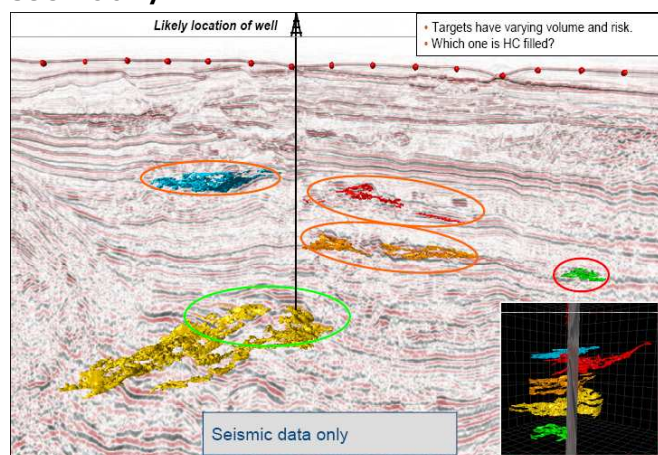 Likely location of well
• Targets have varying volume and risk.
• Which one is HC filled?
Seismic data only